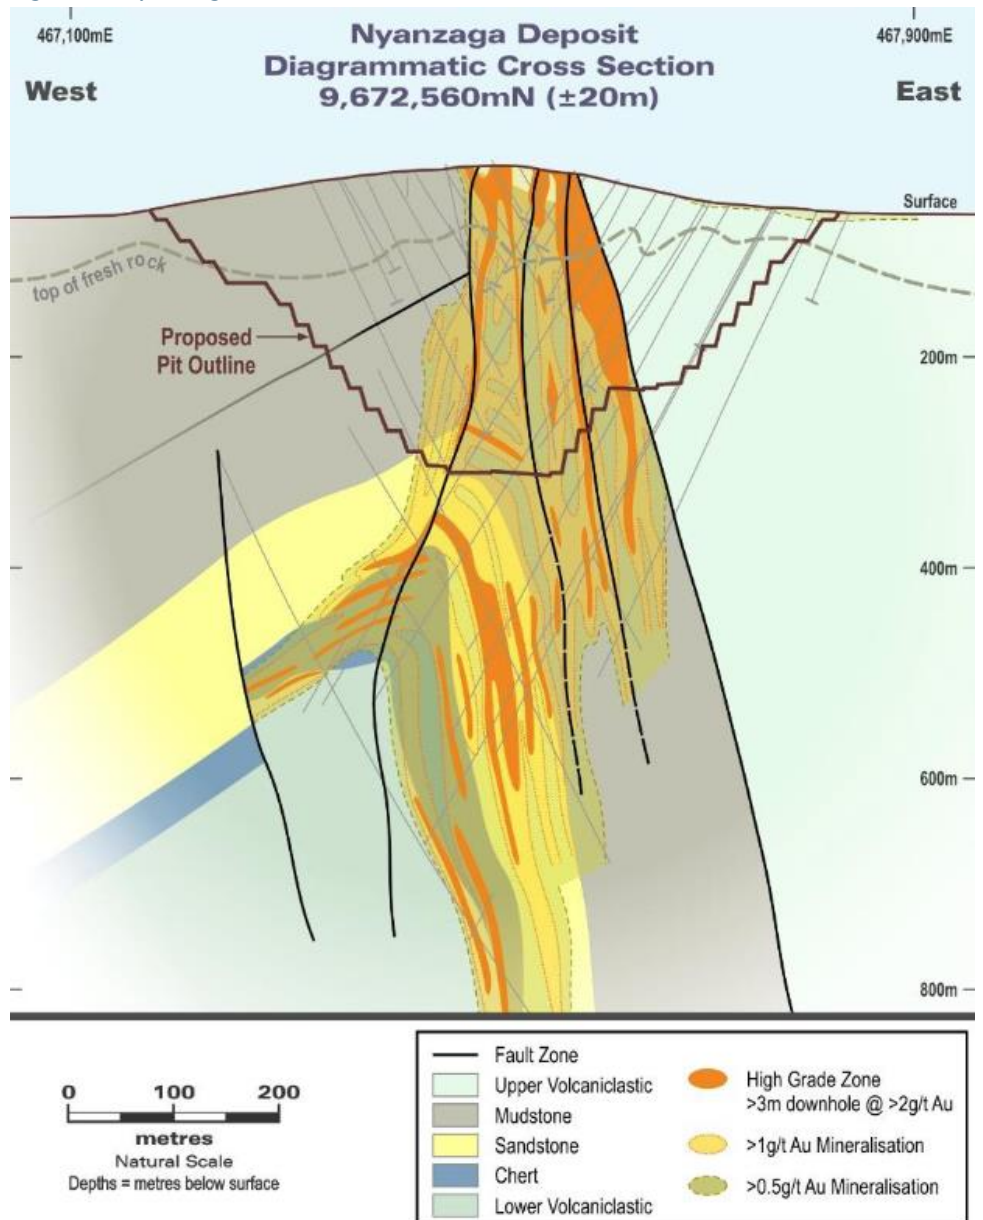 467,100mE
Nyanzaga Deposit
467,900mE
Diagrammatic Cross Section
West
9,672,560mN (±20m)
East
Surface
top of fresh rock
Proposed
Pit Outline
200m
400m
600m
800m
0 100 200
metres
Natural Scale
Depths = metres below surface
Fault Zone
Upper Volcaniclastic
Mudstone
Sandstone
Chert
Lower Volcaniclastic
High Grade Zone
>3m downhole @ >2g/t Au
>1g/t Au Mineralisation
>0.5g/t Au Mineralisation